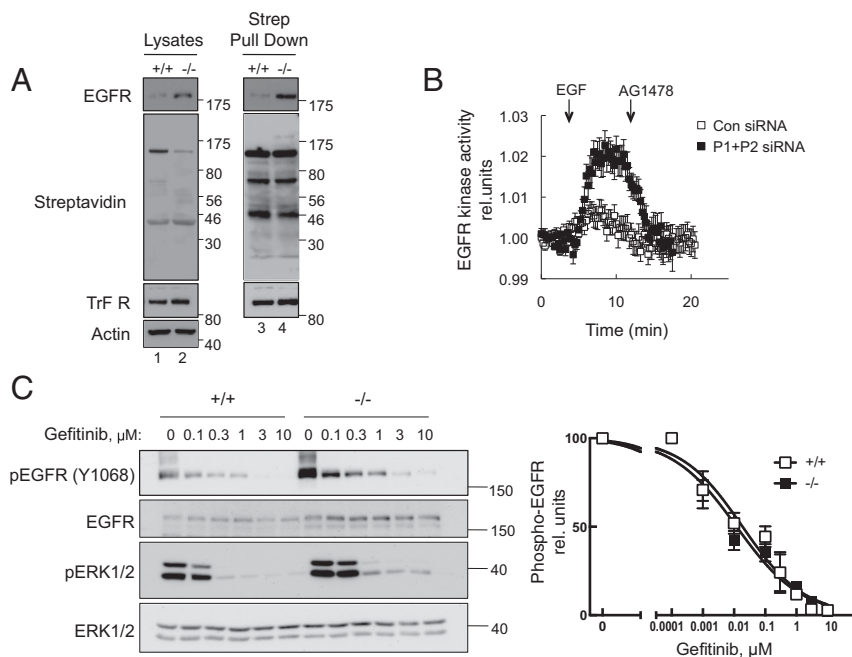 A
Lysates
Strep
Pull Down
+/+ -/- +/+ -/-
EGFR
175 175
Streptavidin
175 175
80 80
56 56
46 46
30 30
TrF R
80 80
Actin
40
1 2 3 4
B
EGF AG1478
Con siRNA
P1+P2 siRNA
EGFR kinase activity
rel.units
1.03
1.02
1.00
0.99
0 10 20
Time (min)
C
+/+ -/-
Gefitinib, µM: 0 0.1 0.3 1 3 10 0 0.1 0.3 1 3 10
pEGFR (Y1068)
150
EGFR
150
pERK1/2
40
ERK1/2
40
Phospho-EGFR
rel. units
100
50
0
+/+
-/-
0 0.0001 0.001 0.01 0.1 1 10
Gefitinib, µM